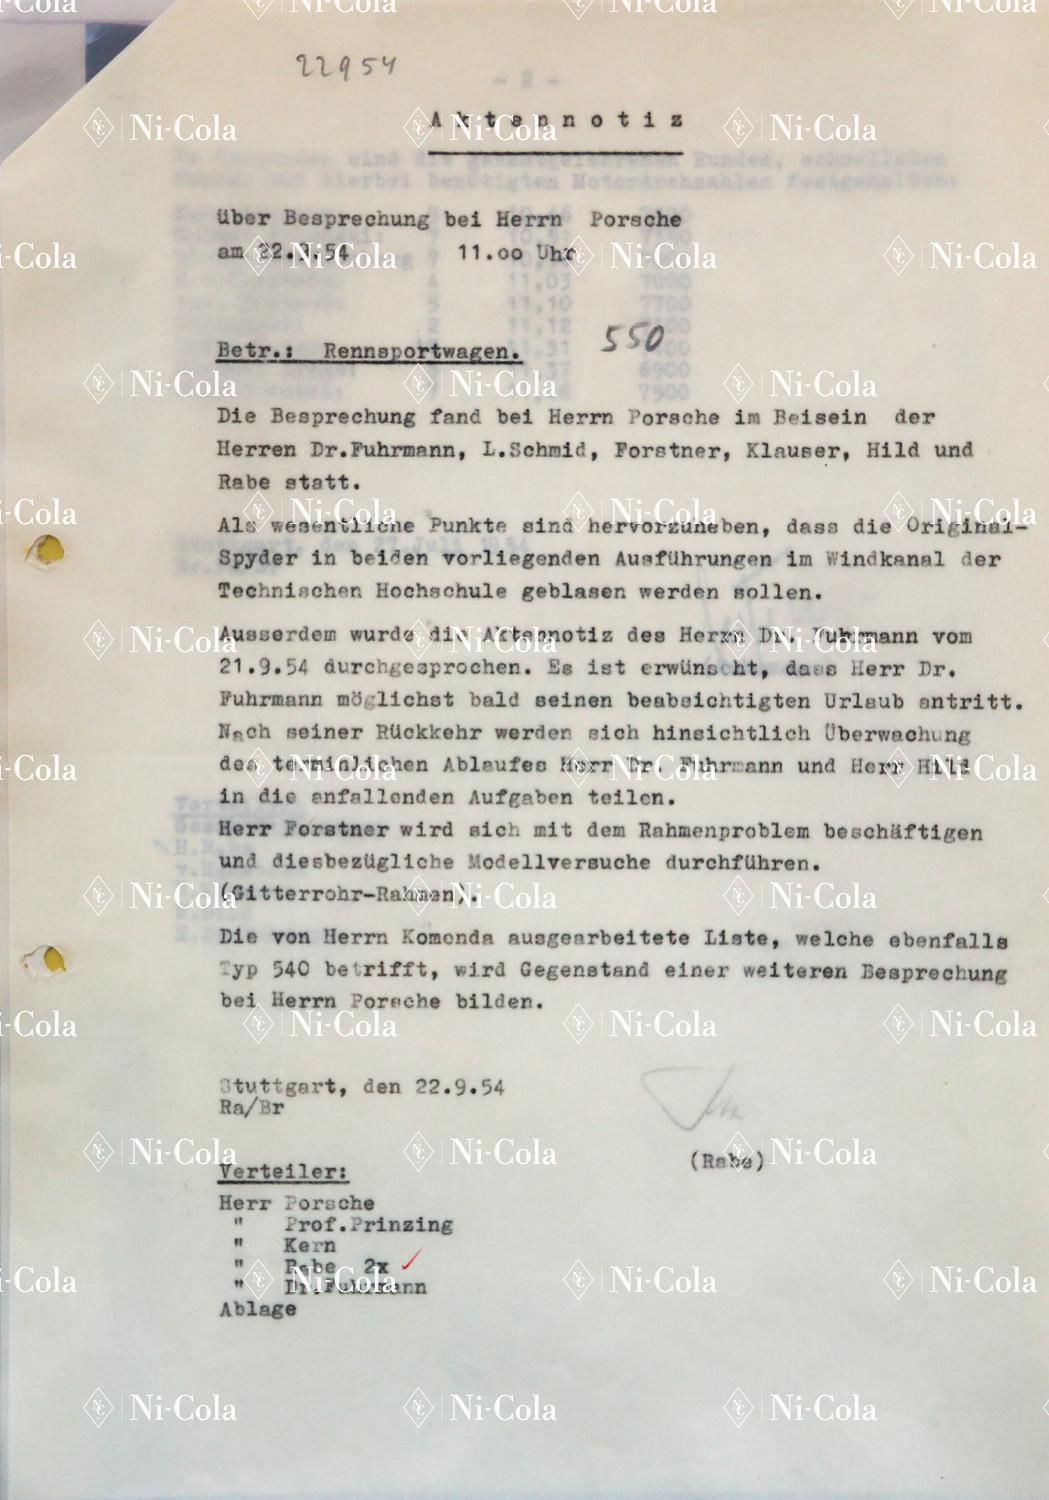 22954
Aktennotiz
über Besprechung bei Herrn Porsche
am 22.9.54 11.oo Uhr
550
Betr.: Rennsportwagen.
Die Besprechung fand bei Herrn Porsche im Beisein der
Herren Dr.Fuhrmann, L.Schmid, Forstner, Klauser, Hild und
Rabe statt.
Als wesentliche Punkte sind hervorzuheben, dass die Original-
Spyder in beiden vorliegenden Ausführungen im Windkanal der
Technischen Hochschule geblasen werden sollen.
Ausserdem wurde die Aktennotiz des Herrn Dr. Fuhrmann vom
21.9.54 durchgesprochen. Es ist erwünscht, dass Herr Dr.
Fuhrmann möglichst bald seinen beabsichtigten Urlaub antritt.
Nach seiner Rückkehr werden sich hinsichtlich Überwachung
des terminlichen Ablaufes Herr Dr. Fuhrmann und Herr Hild
in die anfallenden Aufgaben teilen.
Herr Forstner wird sich mit dem Rahmenproblem beschäftigen
und diesbezügliche Modellversuche durchführen.
(Gitterrohr-Rahmen).
Die von Herrn Komenda ausgearbeitete Liste, welche ebenfalls
Typ 540 betrifft, wird Gegenstand einer weiteren Besprechung
bei Herrn Porsche bilden.
Stuttgart, den 22.9.54
Ra/Br
(Rabe)
Verteiler:
Herr Porsche
" Prof.Prinzing
" Kern
" Rabe 2x
" Dr.Fuhrmann
Ablage
Ni-Cola